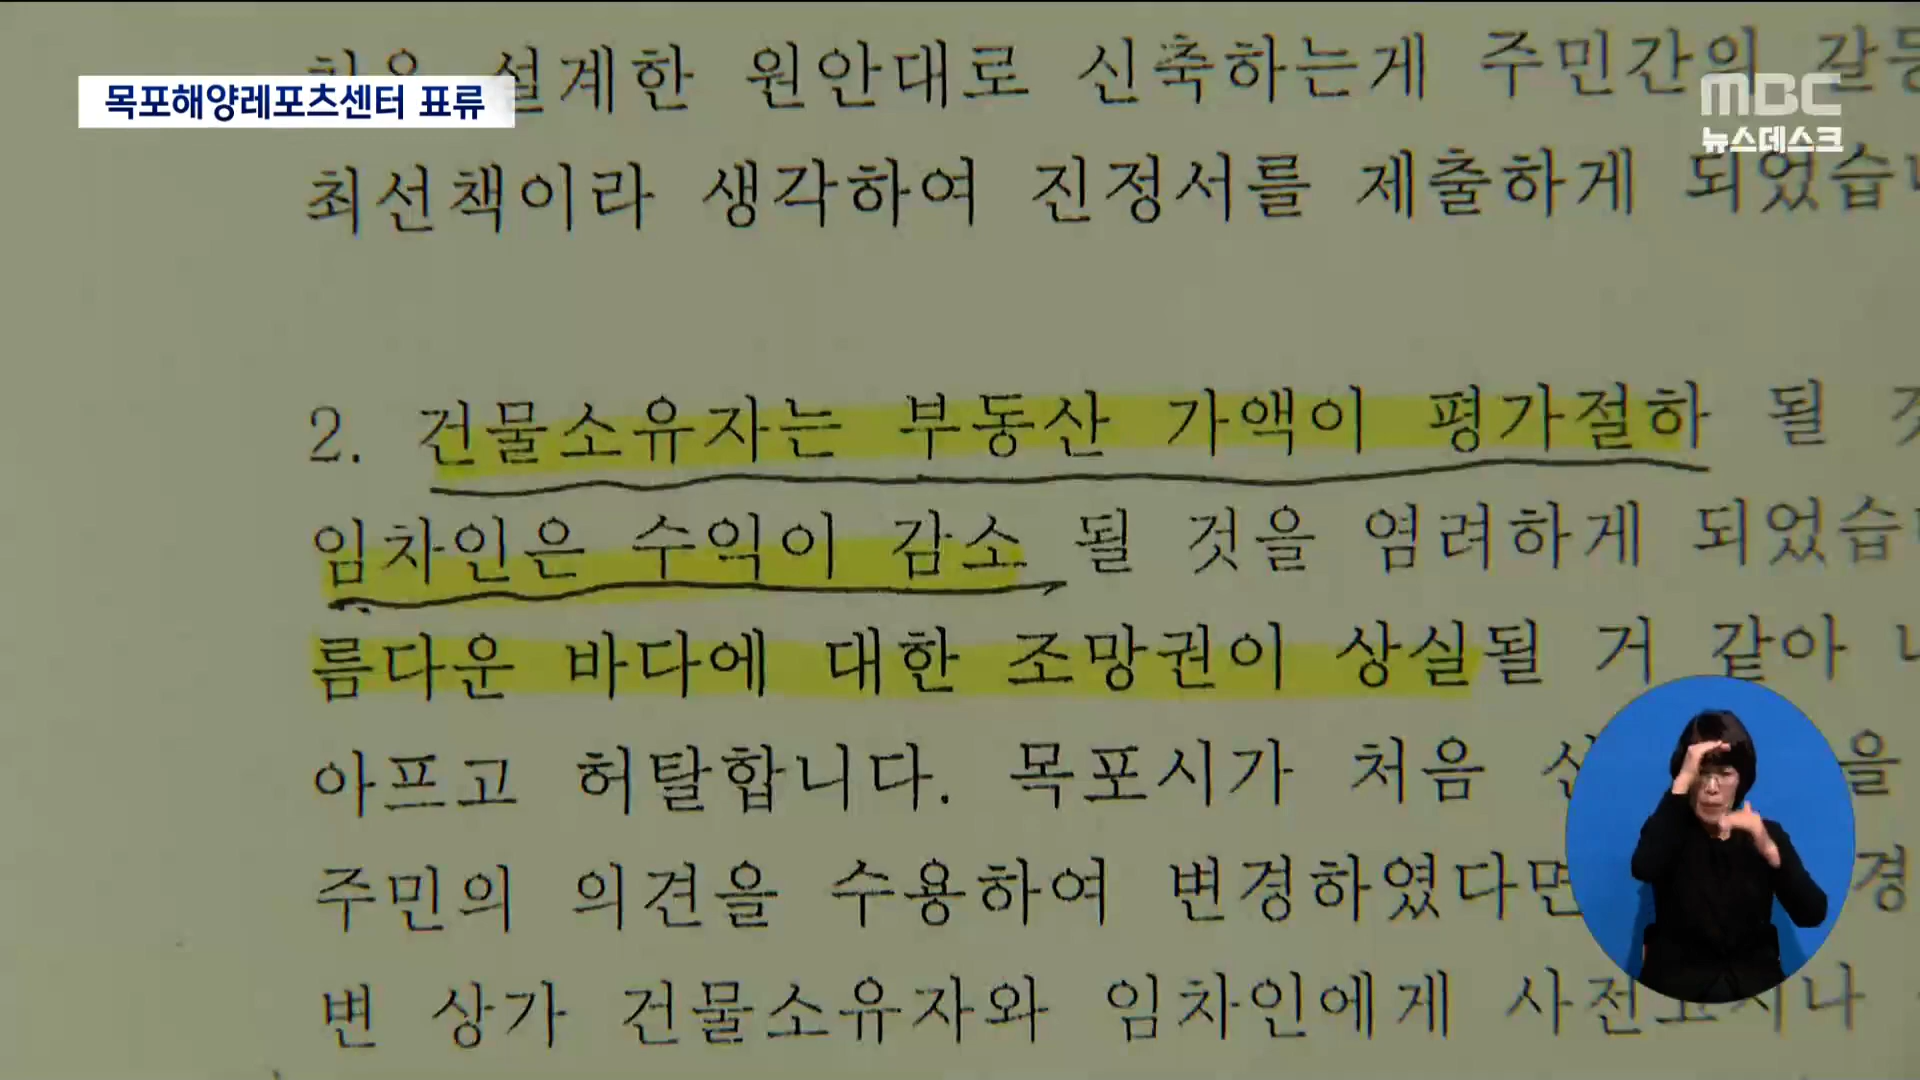 설계한 원안대로 신축하는게 주민간의
목포해양레포츠센터 표류
MBC
뉴스데스크
최선책이라 생각하여 진정서를 제출하게 되었습
2. 건물소유자는 부동산 가액이 평가절하 될
임차인은 수익이 감소 될 것을 염려하게 되었습
름다운 바다에 대한 조망권이 상실될 거 같아
아프고 허탈합니다. 목포시가 처음 을
주민의 의견을 수용하여 변경하였다면 경
변 상가 건물소유자와 임차인에게